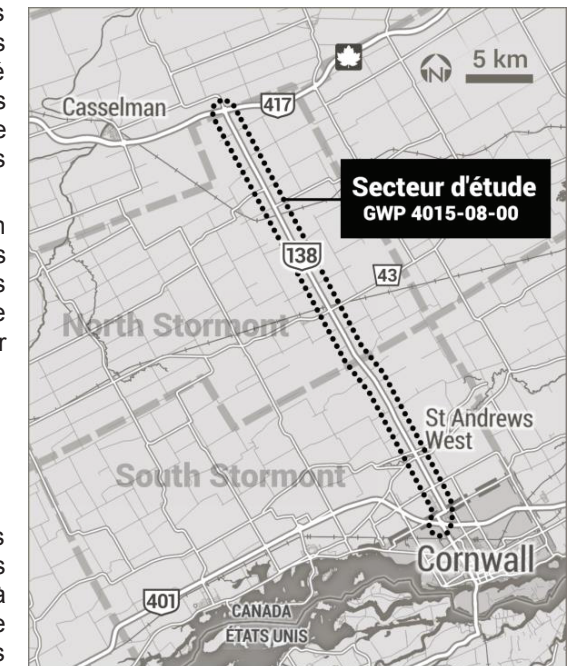 5 km
N
Casselman
417
Secteur d'étude
GWP 4015-08-00
138
43
North Stormont
St Andrews
West
South Stormont
Cornwall
401
CANADA
ÉTATS UNIS